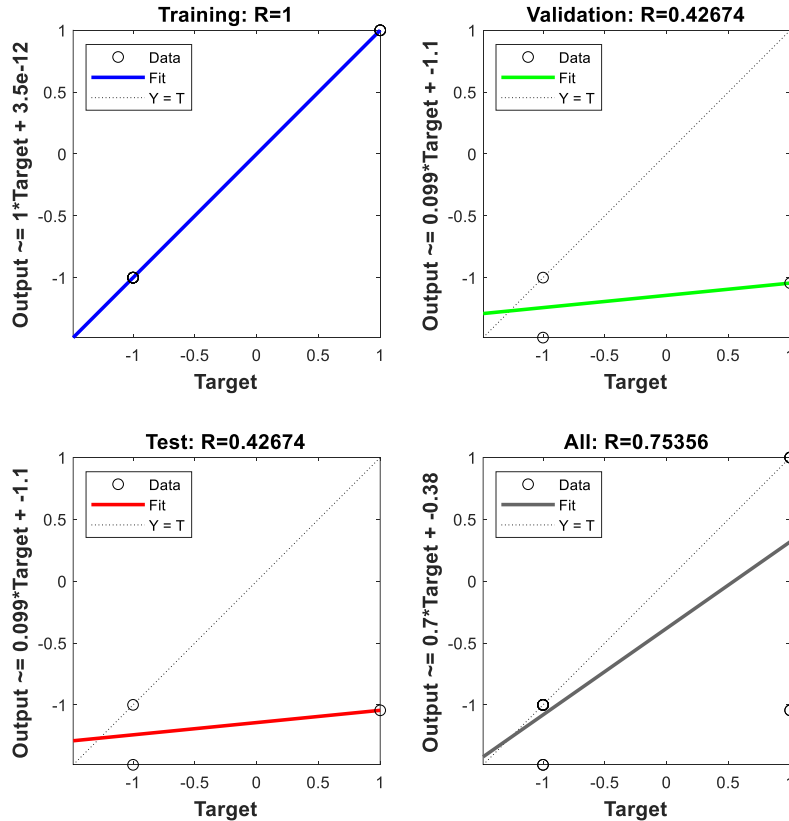 Training: R=1
Output ~= 1*Target + 3.5e-12
Data
Fit
Y = T
1
0.5
0
-0.5
-1
-1
-0.5
0
0.5
1
Target
Validation: R=0.42674
Output ~= 0.099*Target + -1.1
Data
Fit
Y = T
1
0.5
0
-0.5
-1
-1
-0.5
0
0.5
1
Target
Test: R=0.42674
Output ~= 0.099*Target + -1.1
Data
Fit
Y = T
1
0.5
0
-0.5
-1
-1
-0.5
0
0.5
1
Target
All: R=0.75356
Output ~= 0.7*Target + -0.38
Data
Fit
Y = T
1
0.5
0
-0.5
-1
-1
-0.5
0
0.5
1
Target